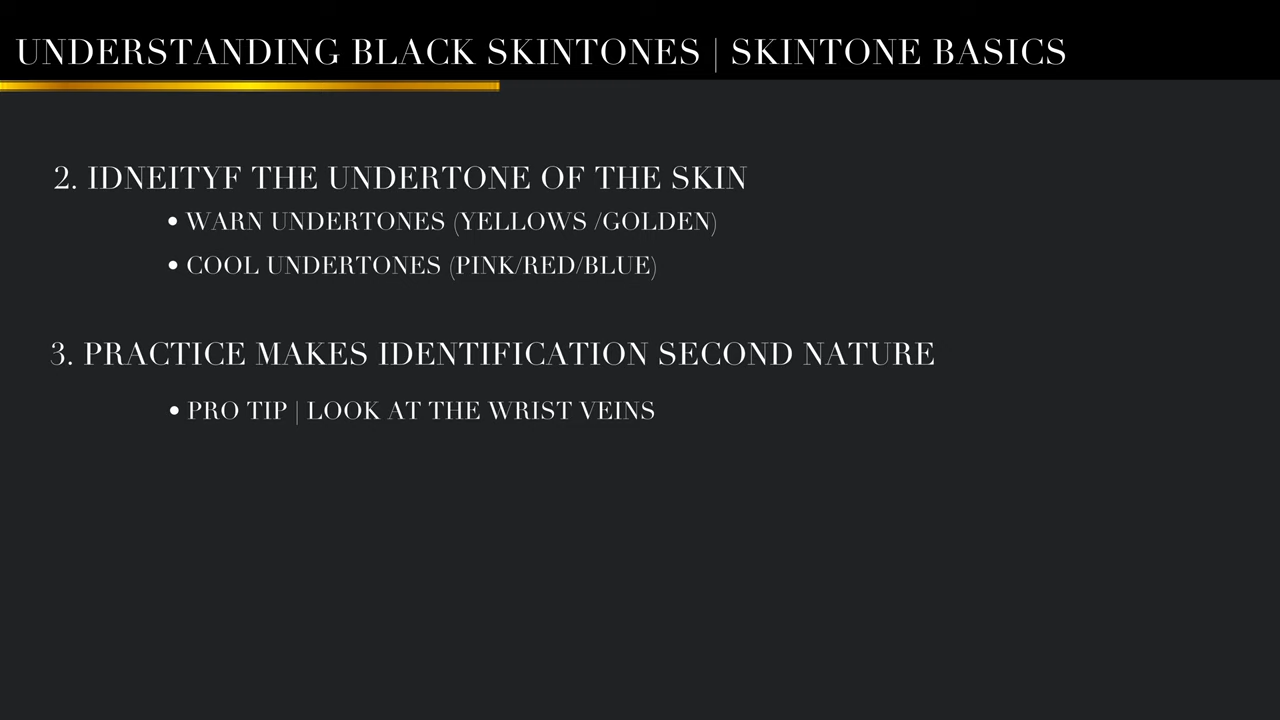 UNDERSTANDING BLACK SKINTONES | SKINTONE BASICS
2. IDNEITYF THE UNDERTONE OF THE SKIN
• WARN UNDERTONES (YELLOWS /GOLDEN)
• COOL UNDERTONES (PINK/RED/BLUE)
3. PRACTICE MAKES IDENTIFICATION SECOND NATURE
• PRO TIP | LOOK AT THE WRIST VEINS